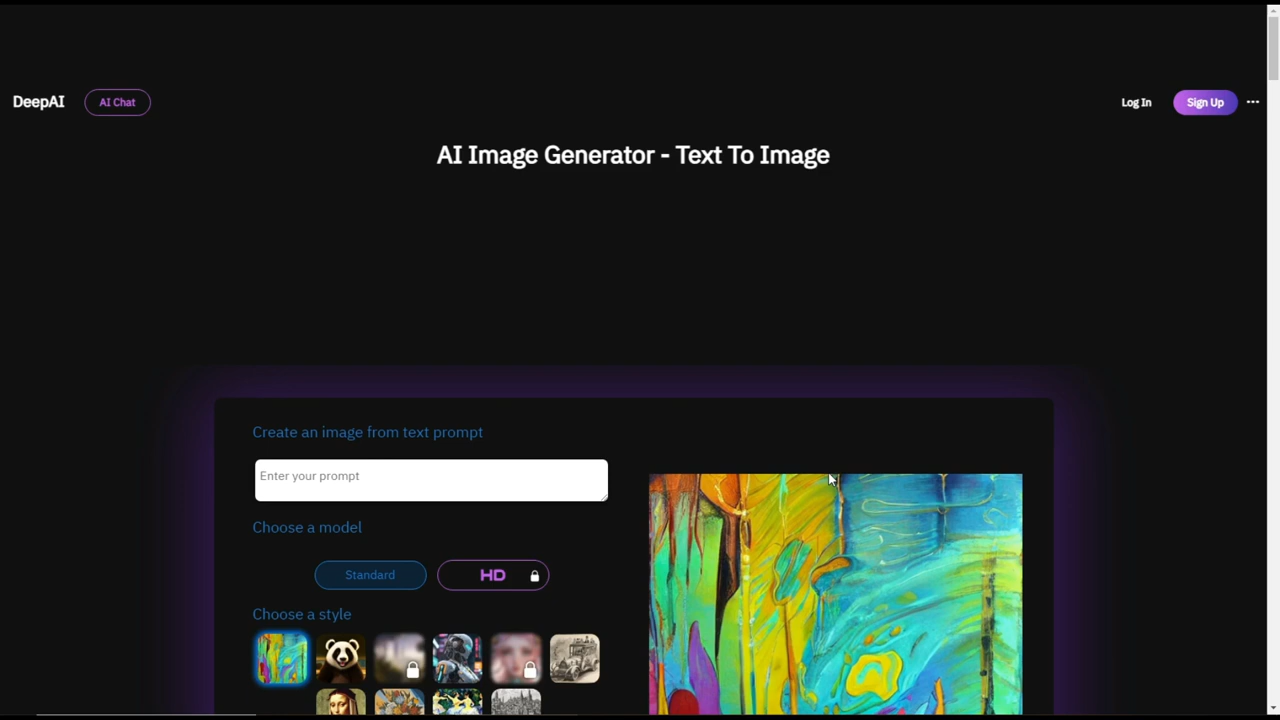 DeepAI
AI Chat
Log In
Sign Up
AI Image Generator - Text To Image
Create an image from text prompt
Enter your prompt
Choose a model
Standard
HD
Choose a style